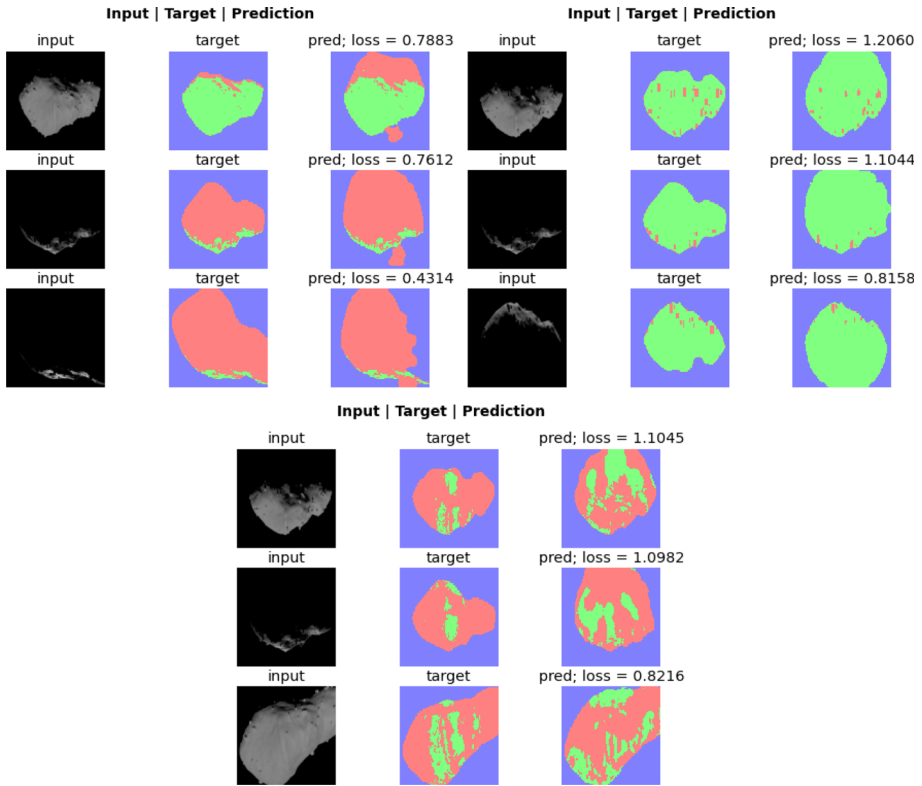 Input | Target | Prediction
input target pred; loss = 0.7883
input target pred; loss = 0.7612
input target pred; loss = 0.4314
Input | Target | Prediction
input target pred; loss = 1.2060
input target pred; loss = 1.1044
input target pred; loss = 0.8158
Input | Target | Prediction
input target pred; loss = 1.1045
input target pred; loss = 1.0982
input target pred; loss = 0.8216